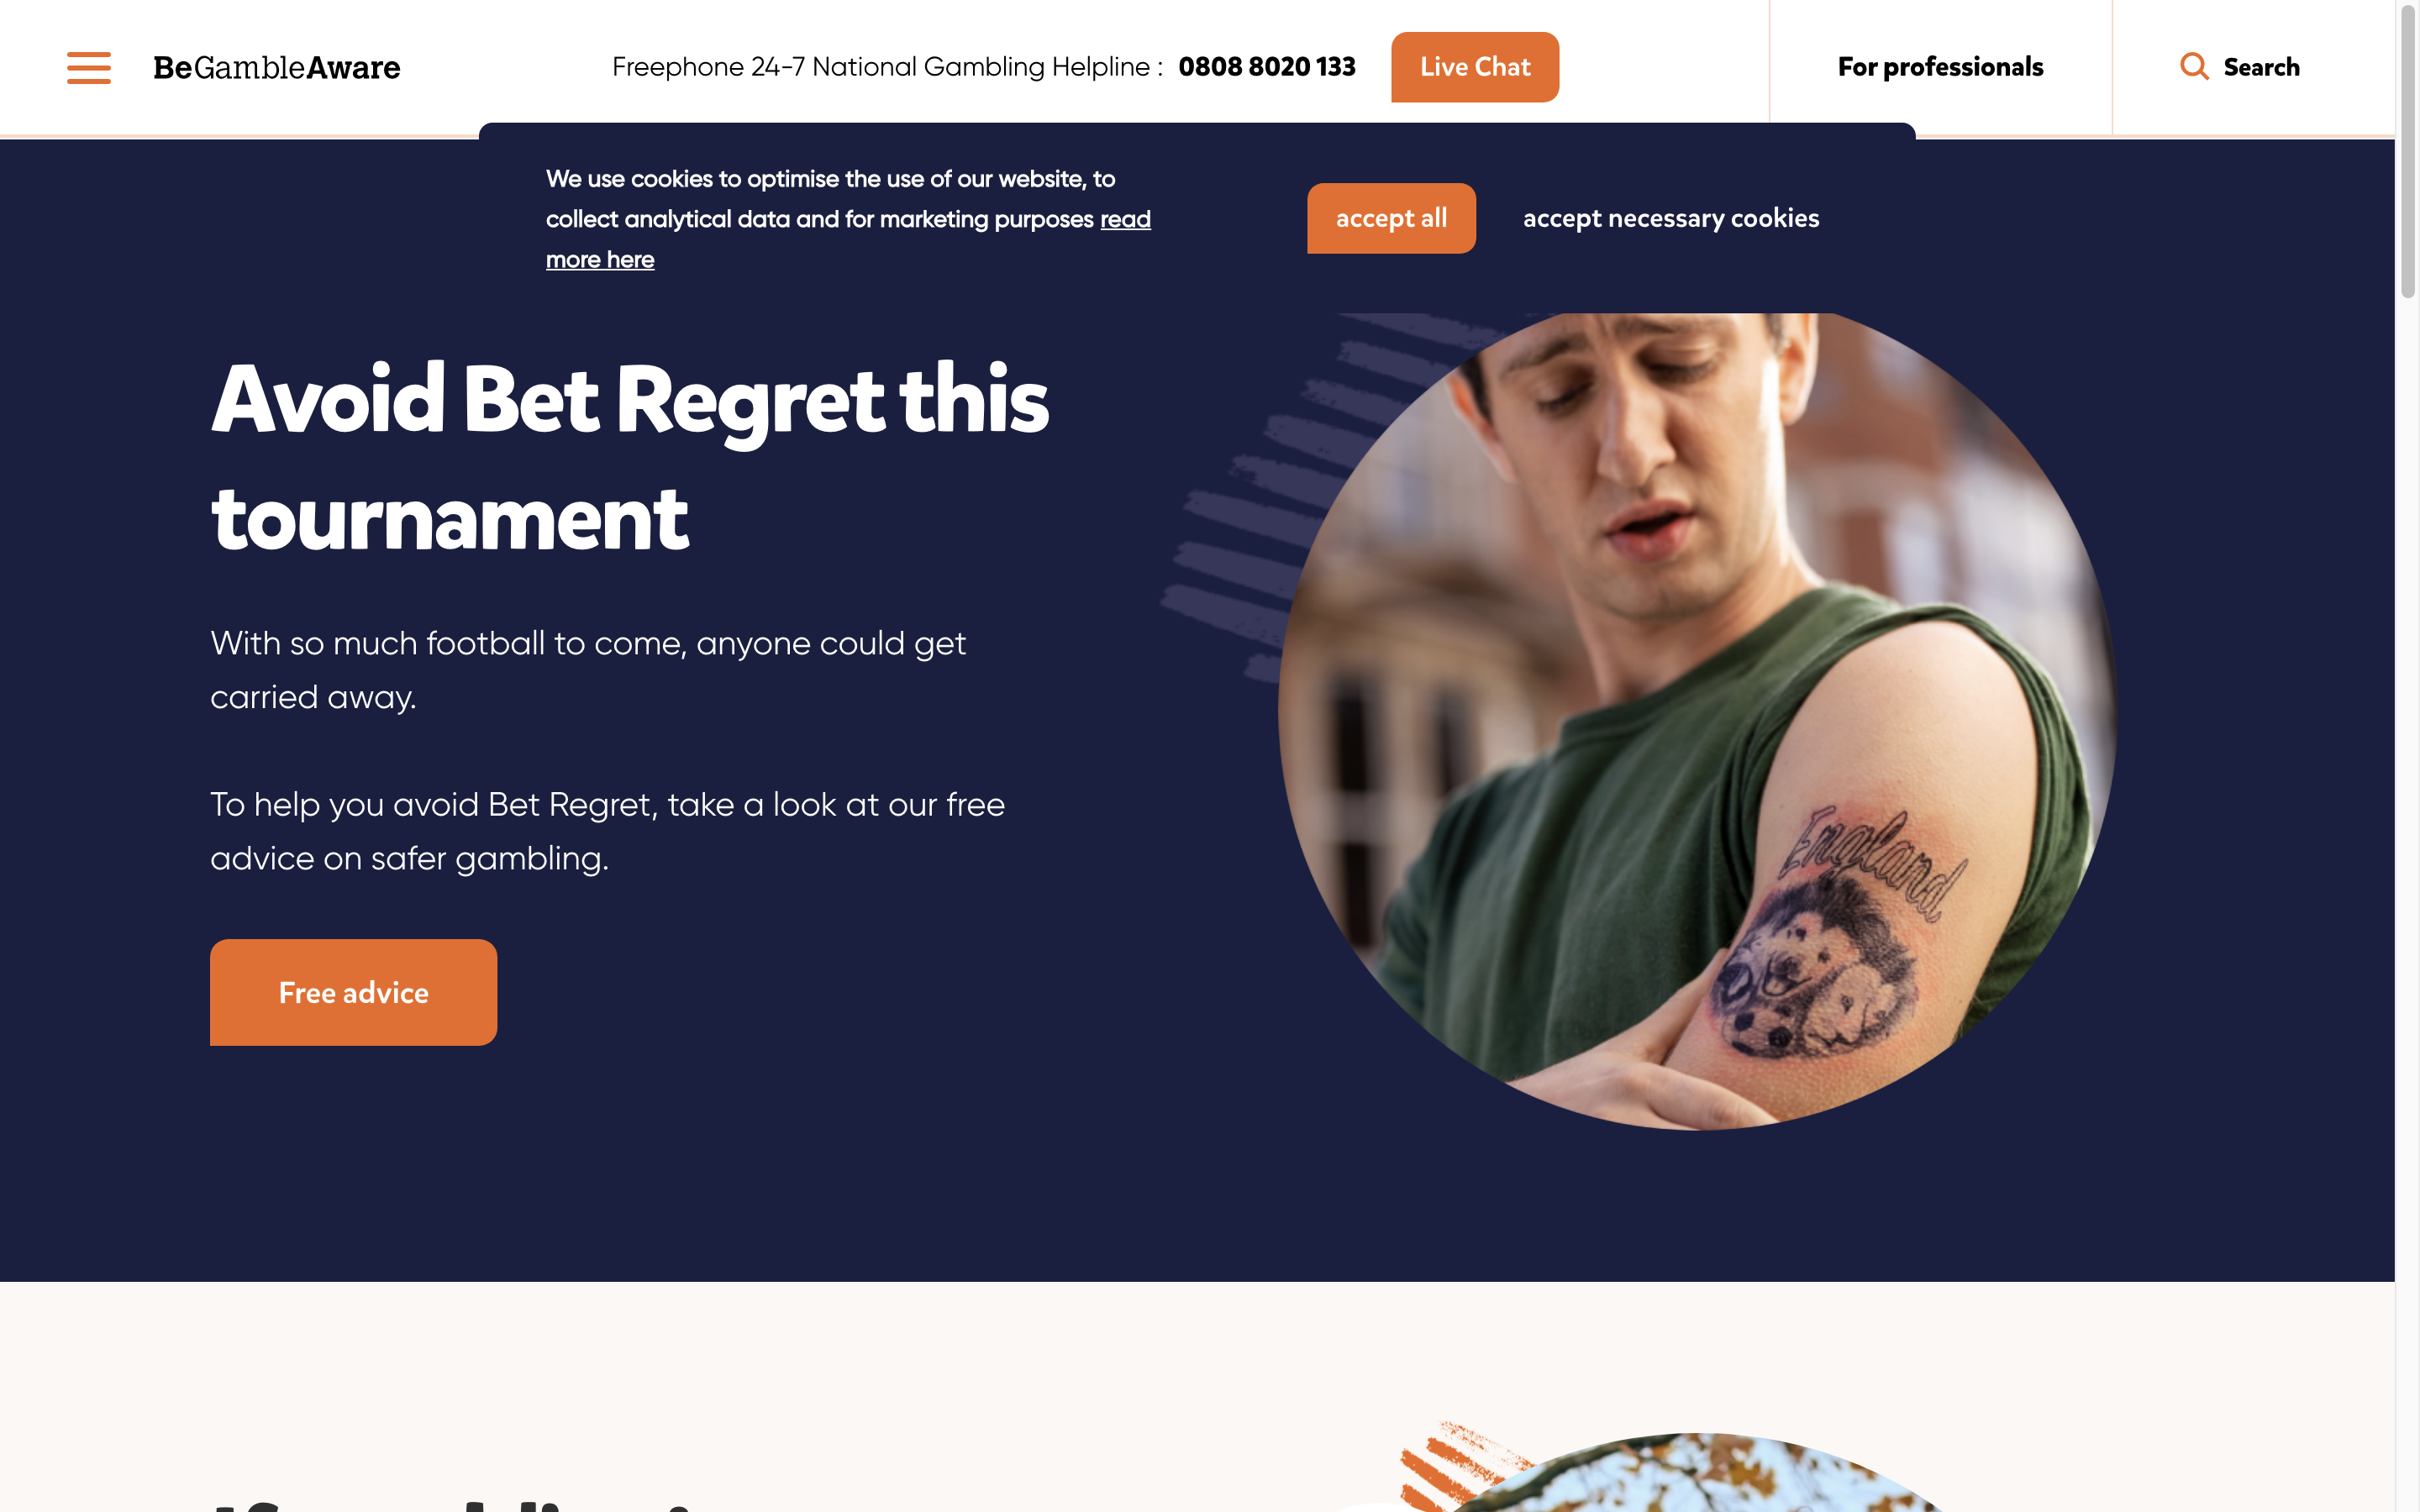 BeGambleAware
Freephone 24-7 National Gambling Helpline : 0808 8020 133
Live Chat
For professionals
Search
We use cookies to optimise the use of our website, to
collect analytical data and for marketing purposes read
more here
accept all
accept necessary cookies
Avoid Bet Regret this
tournament
With so much football to come, anyone could get
carried away.
To help you avoid Bet Regret, take a look at our free
advice on safer gambling.
Free advice
England